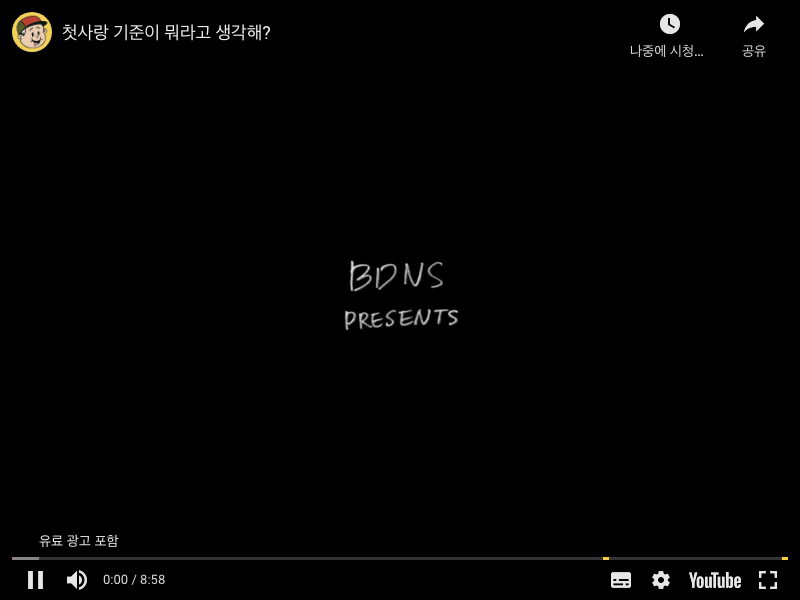 첫사랑 기준이 뭐라고 생각해?
나중에 시청...
공유
BDNS
PRESENTS
유료 광고 포함
0:00 / 8:58
YouTube